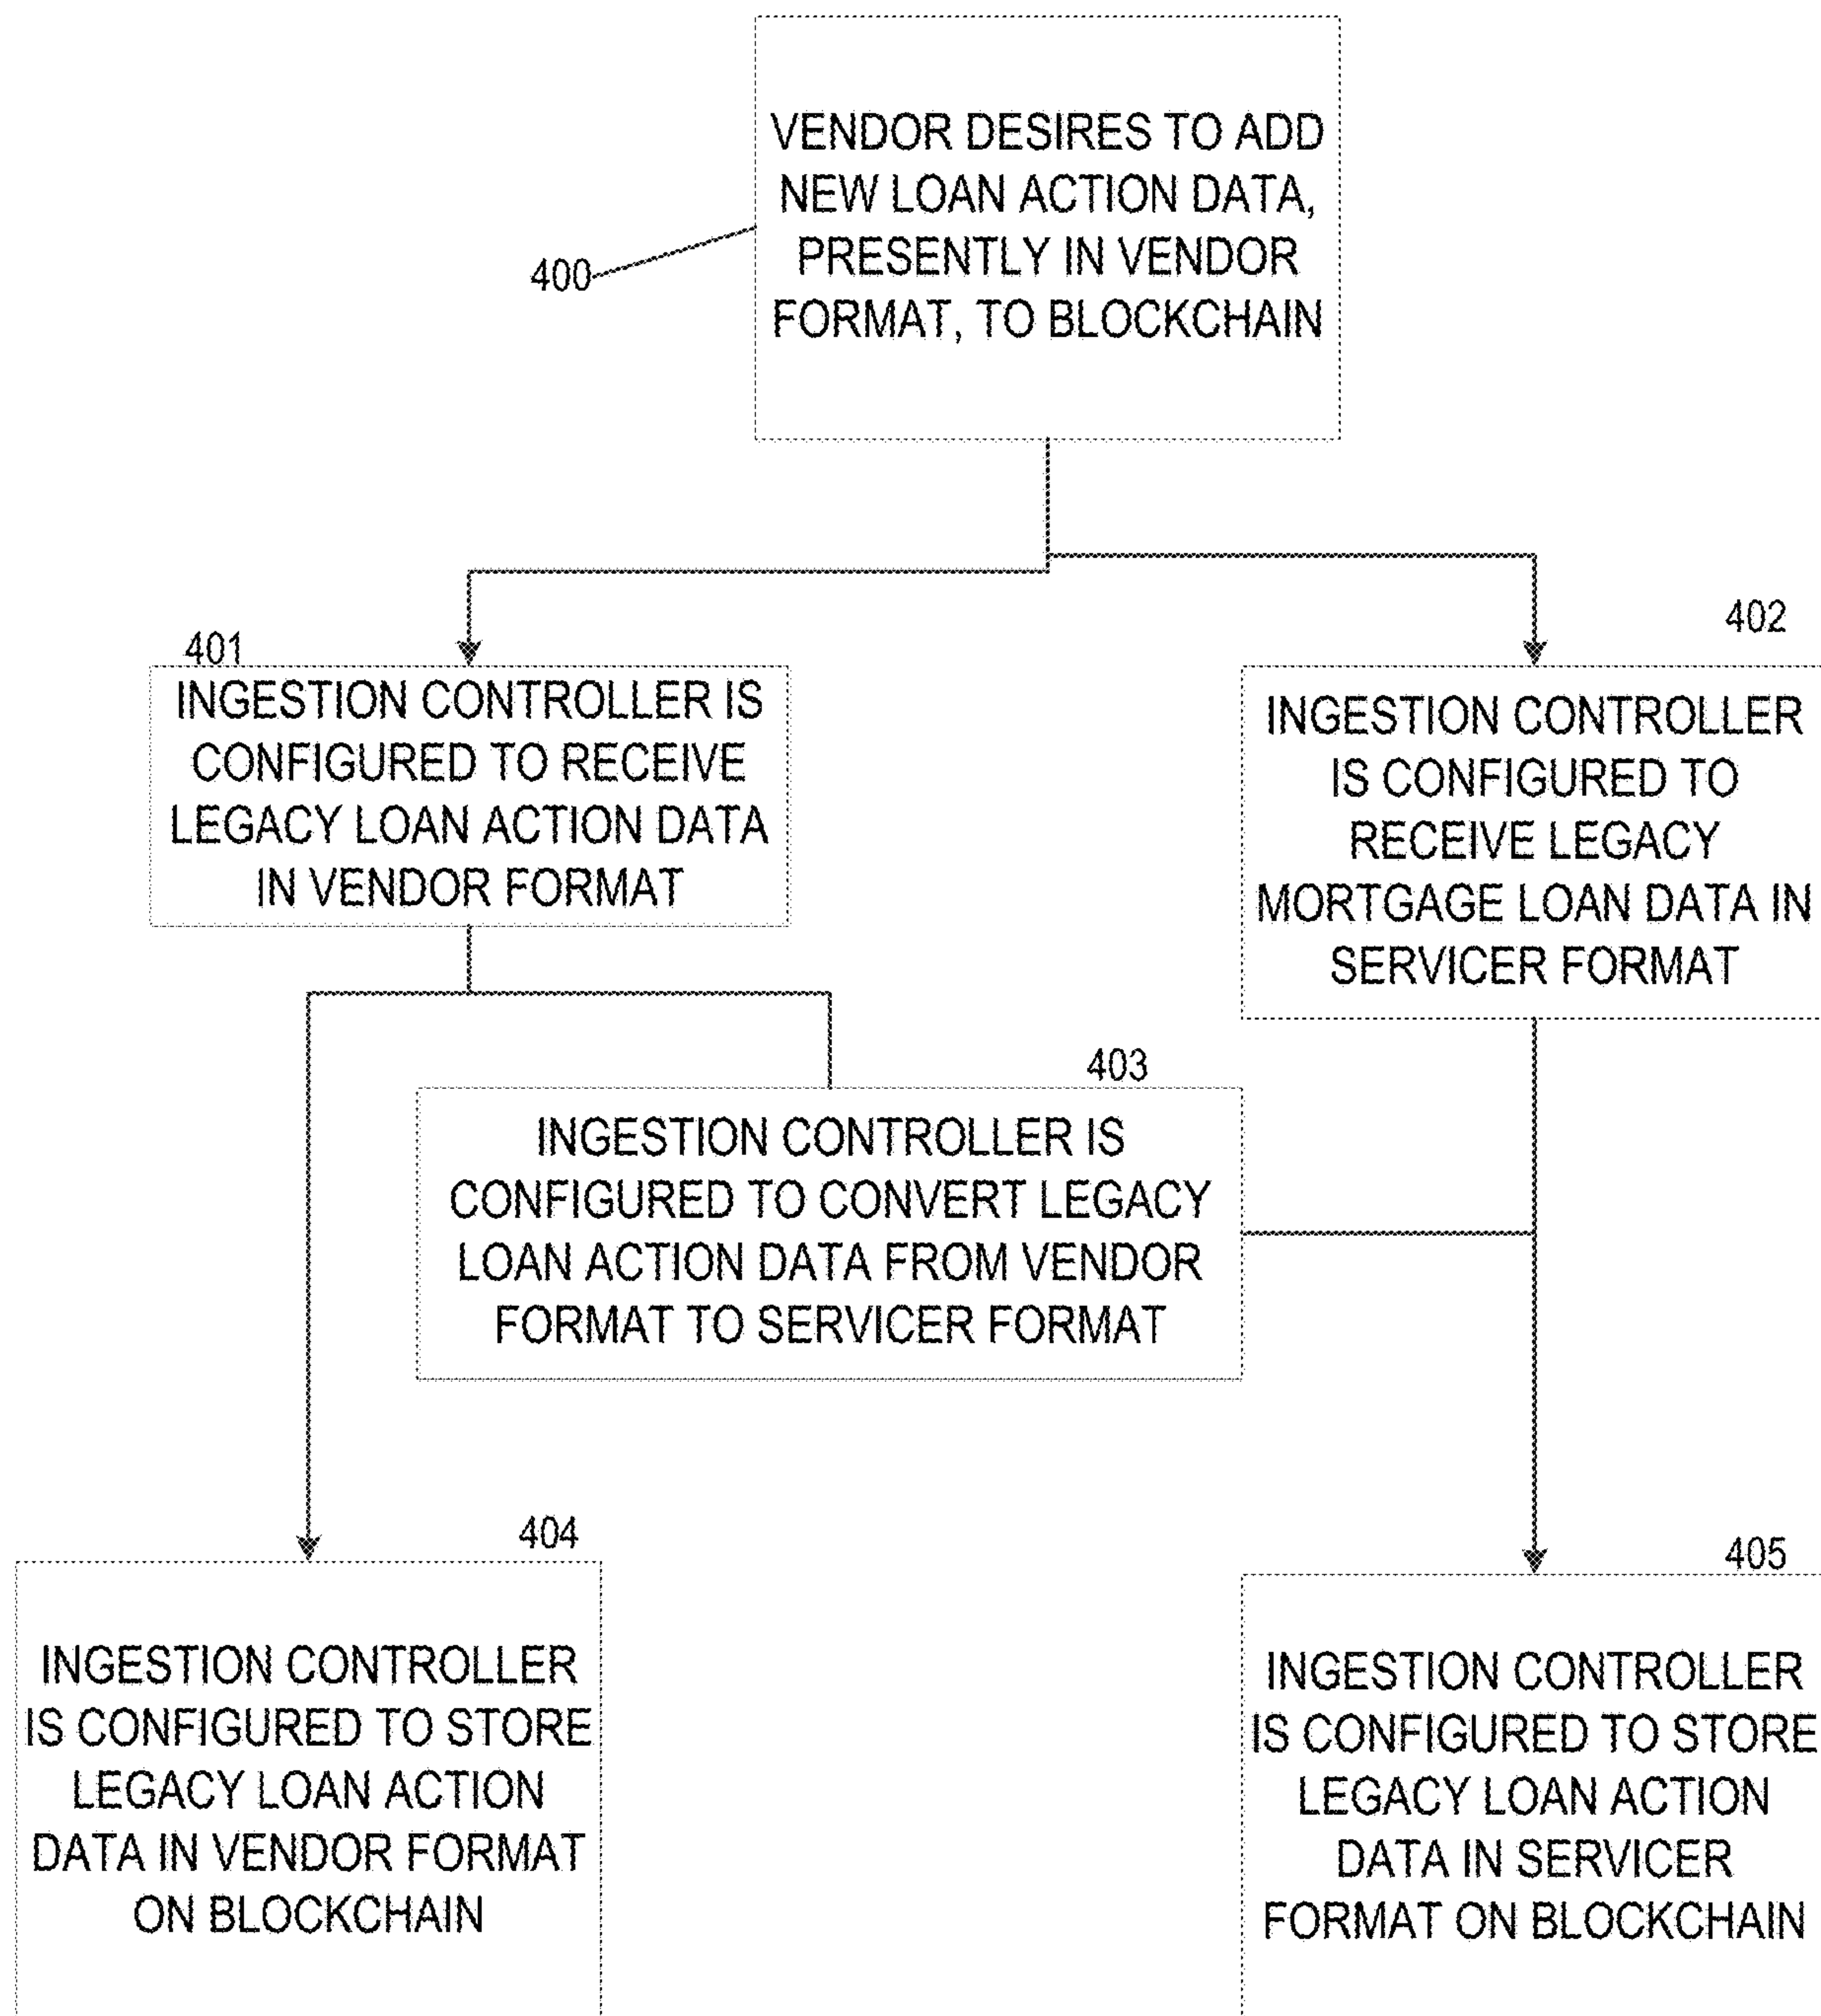 VENDOR DESIRES TO ADD
NEW LOAN ACTION DATA,
PRESENTLY IN VENDOR
FORMAT, TO BLOCKCHAIN
400
401
INGESTION CONTROLLER IS
CONFIGURED TO RECEIVE
LEGACY LOAN ACTION DATA
IN VENDOR FORMAT
402
INGESTION CONTROLLER
IS CONFIGURED TO
RECEIVE LEGACY
MORTGAGE LOAN DATA IN
SERVICER FORMAT
403
INGESTION CONTROLLER IS
CONFIGURED TO CONVERT LEGACY
LOAN ACTION DATA FROM VENDOR
FORMAT TO SERVICER FORMAT
404
INGESTION CONTROLLER
IS CONFIGURED TO STORE
LEGACY LOAN ACTION
DATA IN VENDOR FORMAT
ON BLOCKCHAIN
405
INGESTION CONTROLLER
IS CONFIGURED TO STORE
LEGACY LOAN ACTION
DATA IN SERVICER
FORMAT ON BLOCKCHAIN